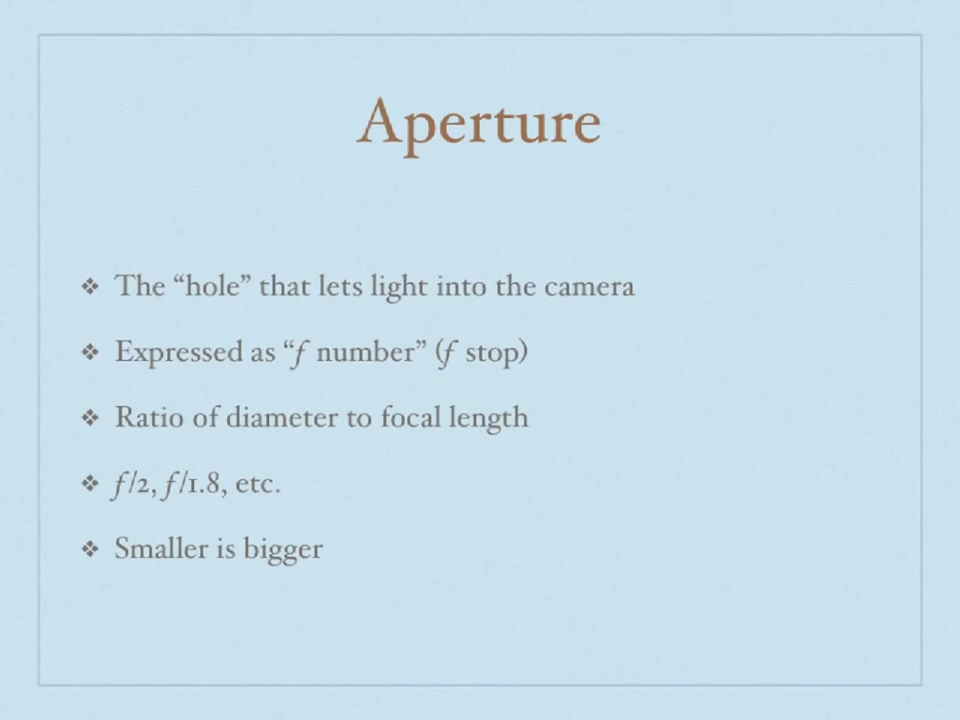 Aperture
❖ The “hole” that lets light into the camera
❖ Expressed as “f number” (f stop)
❖ Ratio of diameter to focal length
❖ f/2, f/1.8, etc.
❖ Smaller is bigger